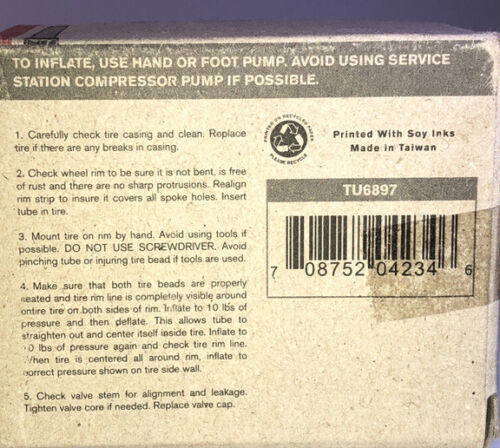 TO INFLATE, USE HAND OR FOOT PUMP. AVOID USING SERVICE
STATION COMPRESSOR PUMP IF POSSIBLE.
1. Carefully check tire casing and clean. Replace
tire if there are any breaks in casing.
2. Check wheel rim to be sure it is not bent, is free
of rust and there are no sharp protrusions. Realign
rim strip to insure it covers all spoke holes. Insert
tube in tire.
3. Mount tire on rim by hand. Avoid using tools if
possible. DO NOT USE SCREWDRIVER. Avoid
pinching tube or injuring tire bead if tools are used.
4. Make sure that both tire beads are properly
seated and tire rim line is completely visible around
entire tire on both sides of rim. Inflate to 10 lbs of
pressure and then deflate. This allows tube to
straighten out and center itself inside tire. Inflate to
10 lbs of pressure again and check tire rim line.
When tire is centered all around rim, inflate to
correct pressure shown on tire side wall.
5. Check valve stem for alignment and leakage.
Tighten valve core if needed. Replace valve cap.
PRINTED ON RECYCLED PAPER
PLEASE RECYCLE
Printed With Soy Inks
Made in Taiwan
TU6897
7 08752 04234 6